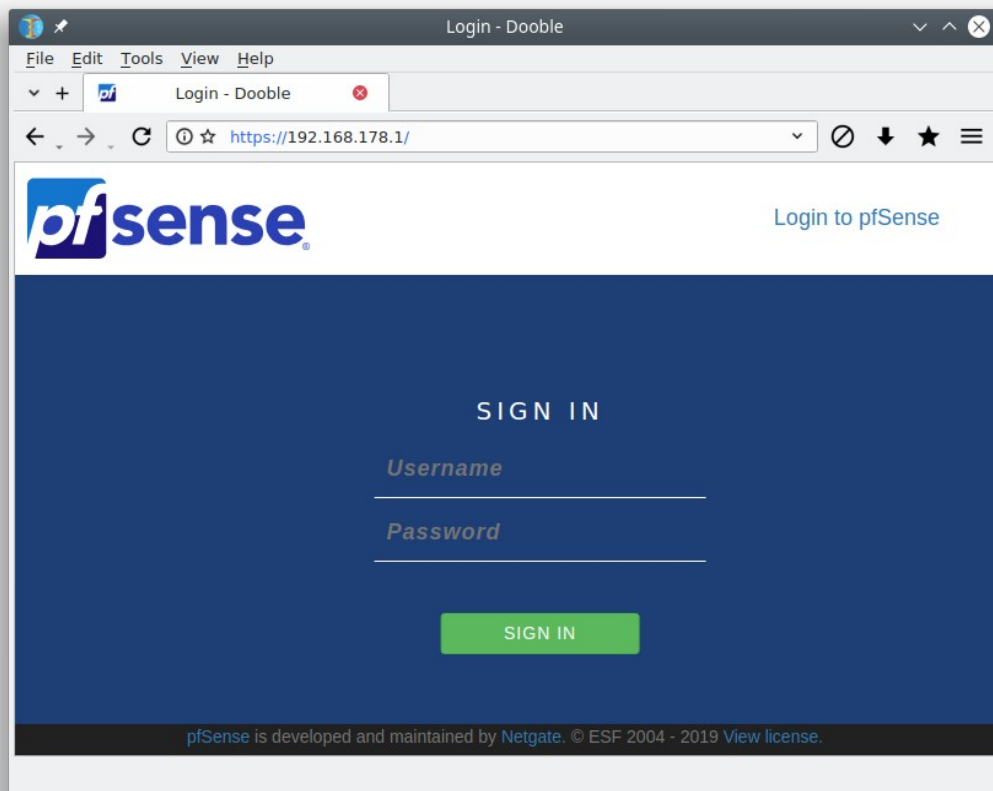 Login - Dooble
File Edit Tools View Help
pf Login - Dooble
https://192.168.178.1/
pfsense® Login to pfSense
SIGN IN
Username
Password
SIGN IN
pfSense is developed and maintained by Netgate. © ESF 2004 - 2019 View license.